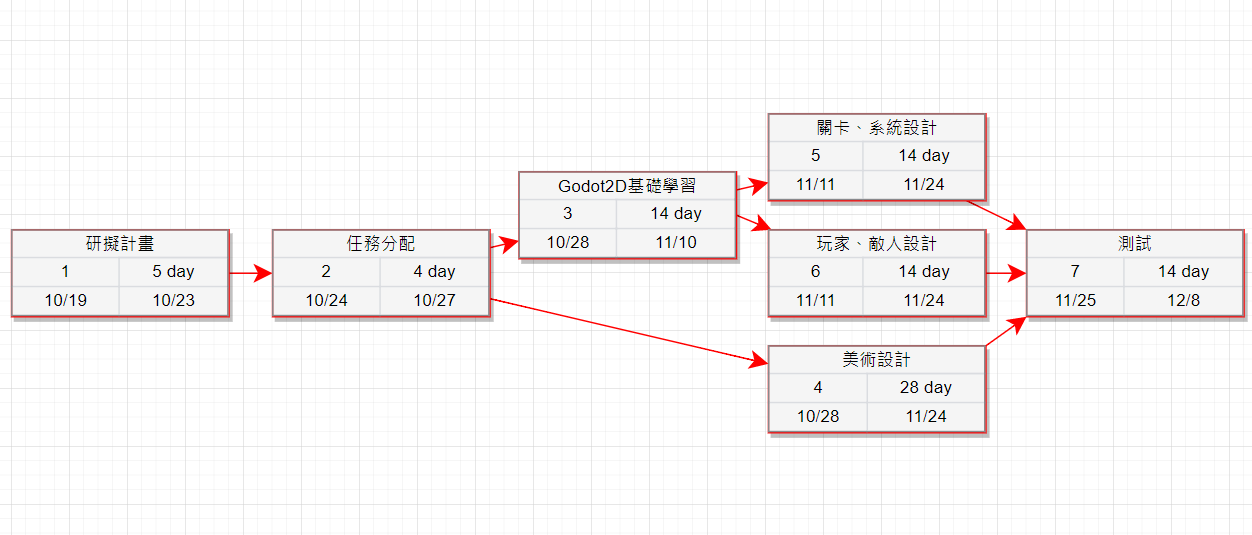 研擬計畫
1 5 day
10/19 10/23
任務分配
2 4 day
10/24 10/27
Godot2D基礎學習
3 14 day
10/28 11/10
關卡、系統設計
5 14 day
11/11 11/24
玩家、敵人設計
6 14 day
11/11 11/24
美術設計
4 28 day
10/28 11/24
測試
7 14 day
11/25 12/8